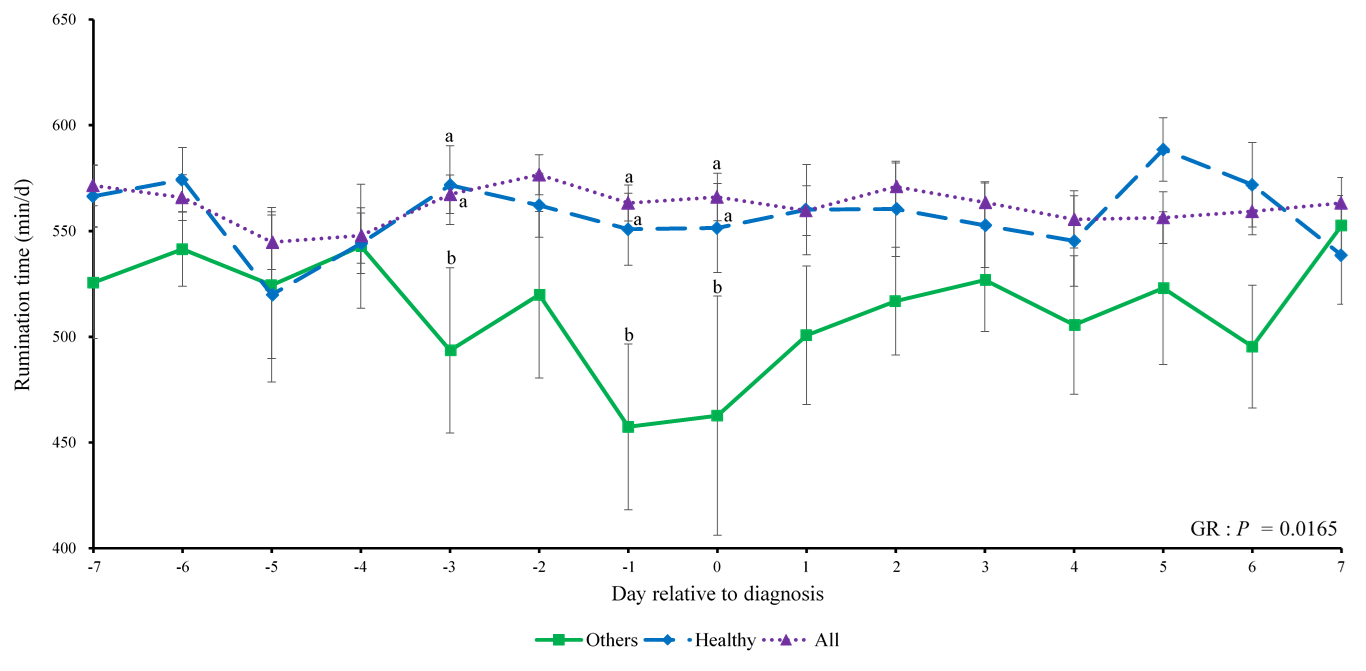 650
600
550
500
450
400
Rumination time (min/d)
a
a
b
a
a
b
a
a
b
GR : P = 0.0165
-7 -6 -5 -4 -3 -2 -1 0 1 2 3 4 5 6 7
Day relative to diagnosis
Others Healthy All